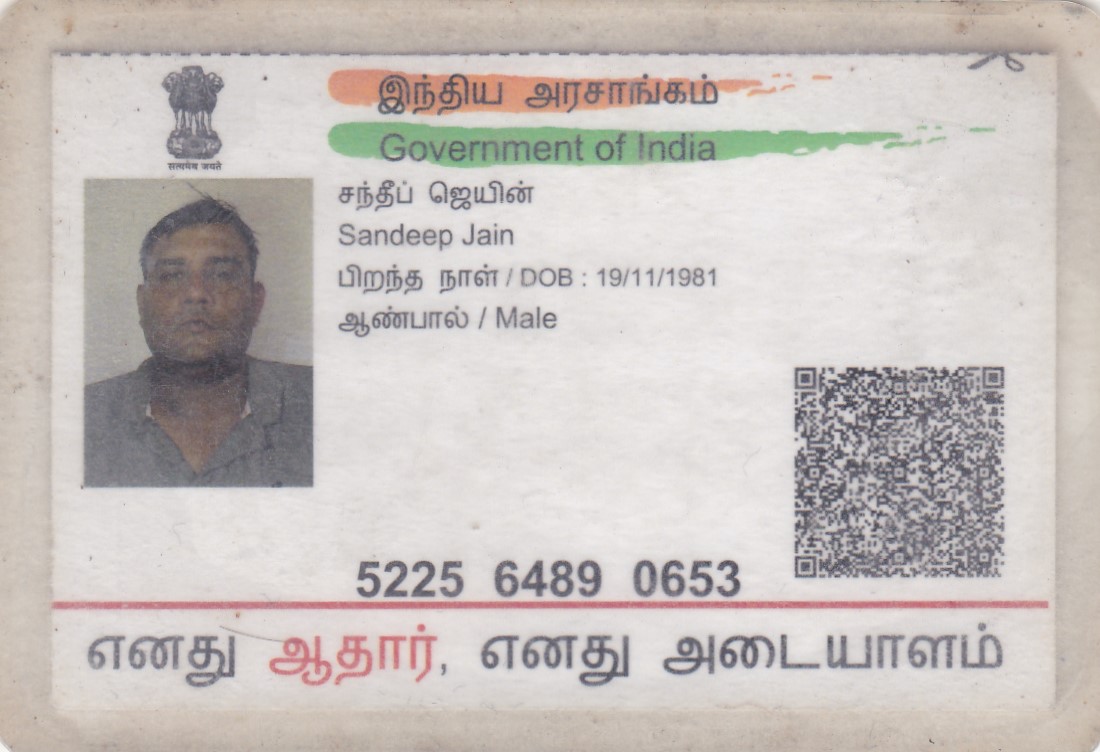 இந்திய அரசாங்கம்
Government of India
सत्यमेव जयते
சந்தீப் ஜெயின்
Sandeep Jain
பிறந்த நாள் / DOB : 19/11/1981
ஆண்பால் / Male
5225 6489 0653
எனது ஆதார், எனது அடையாளம்